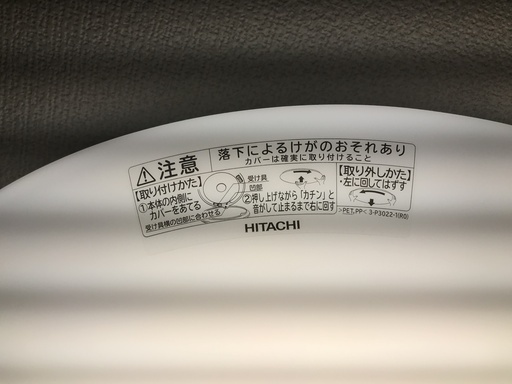 注意
落下によるけがのおそれあり
カバーは確実に取り付けること
【取り付けかた】
①本体の内側に
カバーをあてる
受け具横の凹部に合わせる
受け具
凹部
②押し上げながら「カチン」と
音がして止まるまで右に回す
【取り外しかた】
・左に回してはずす
>PET,PP< 3-P3022-1(R0)
HITACHI